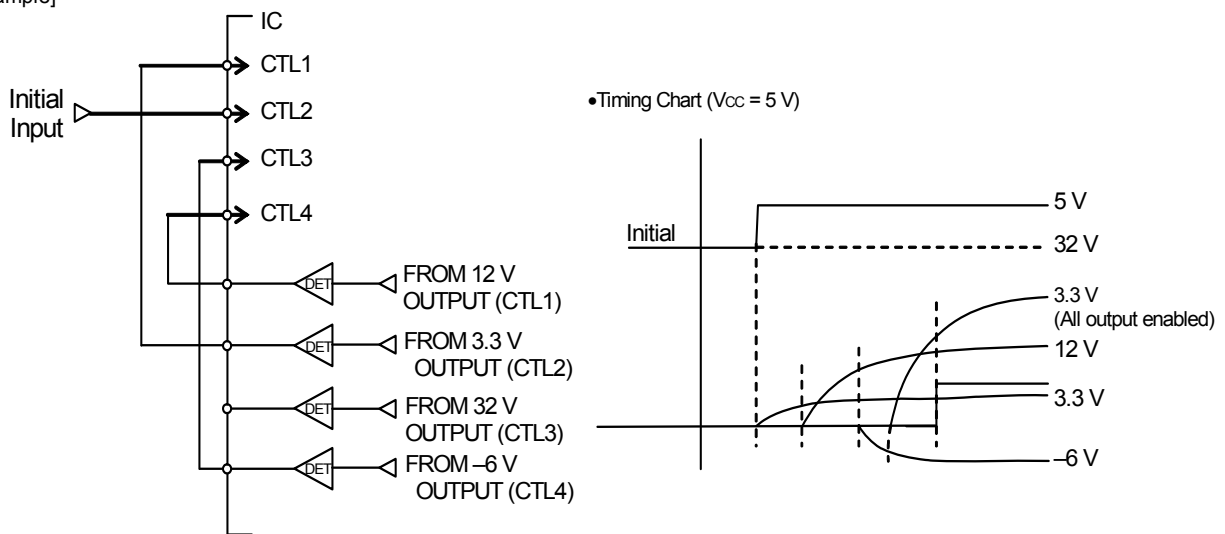 ample]
IC
CTL1
Initial
Input
CTL2
CTL3
CTL4
DET
FROM 12 V
OUTPUT (CTL1)
DET
FROM 3.3 V
OUTPUT (CTL2)
DET
FROM 32 V
OUTPUT (CTL3)
DET
FROM –6 V
OUTPUT (CTL4)
•Timing Chart (VCC = 5 V)
5 V
Initial
32 V
3.3 V
(All output enabled)
12 V
3.3 V
–6 V